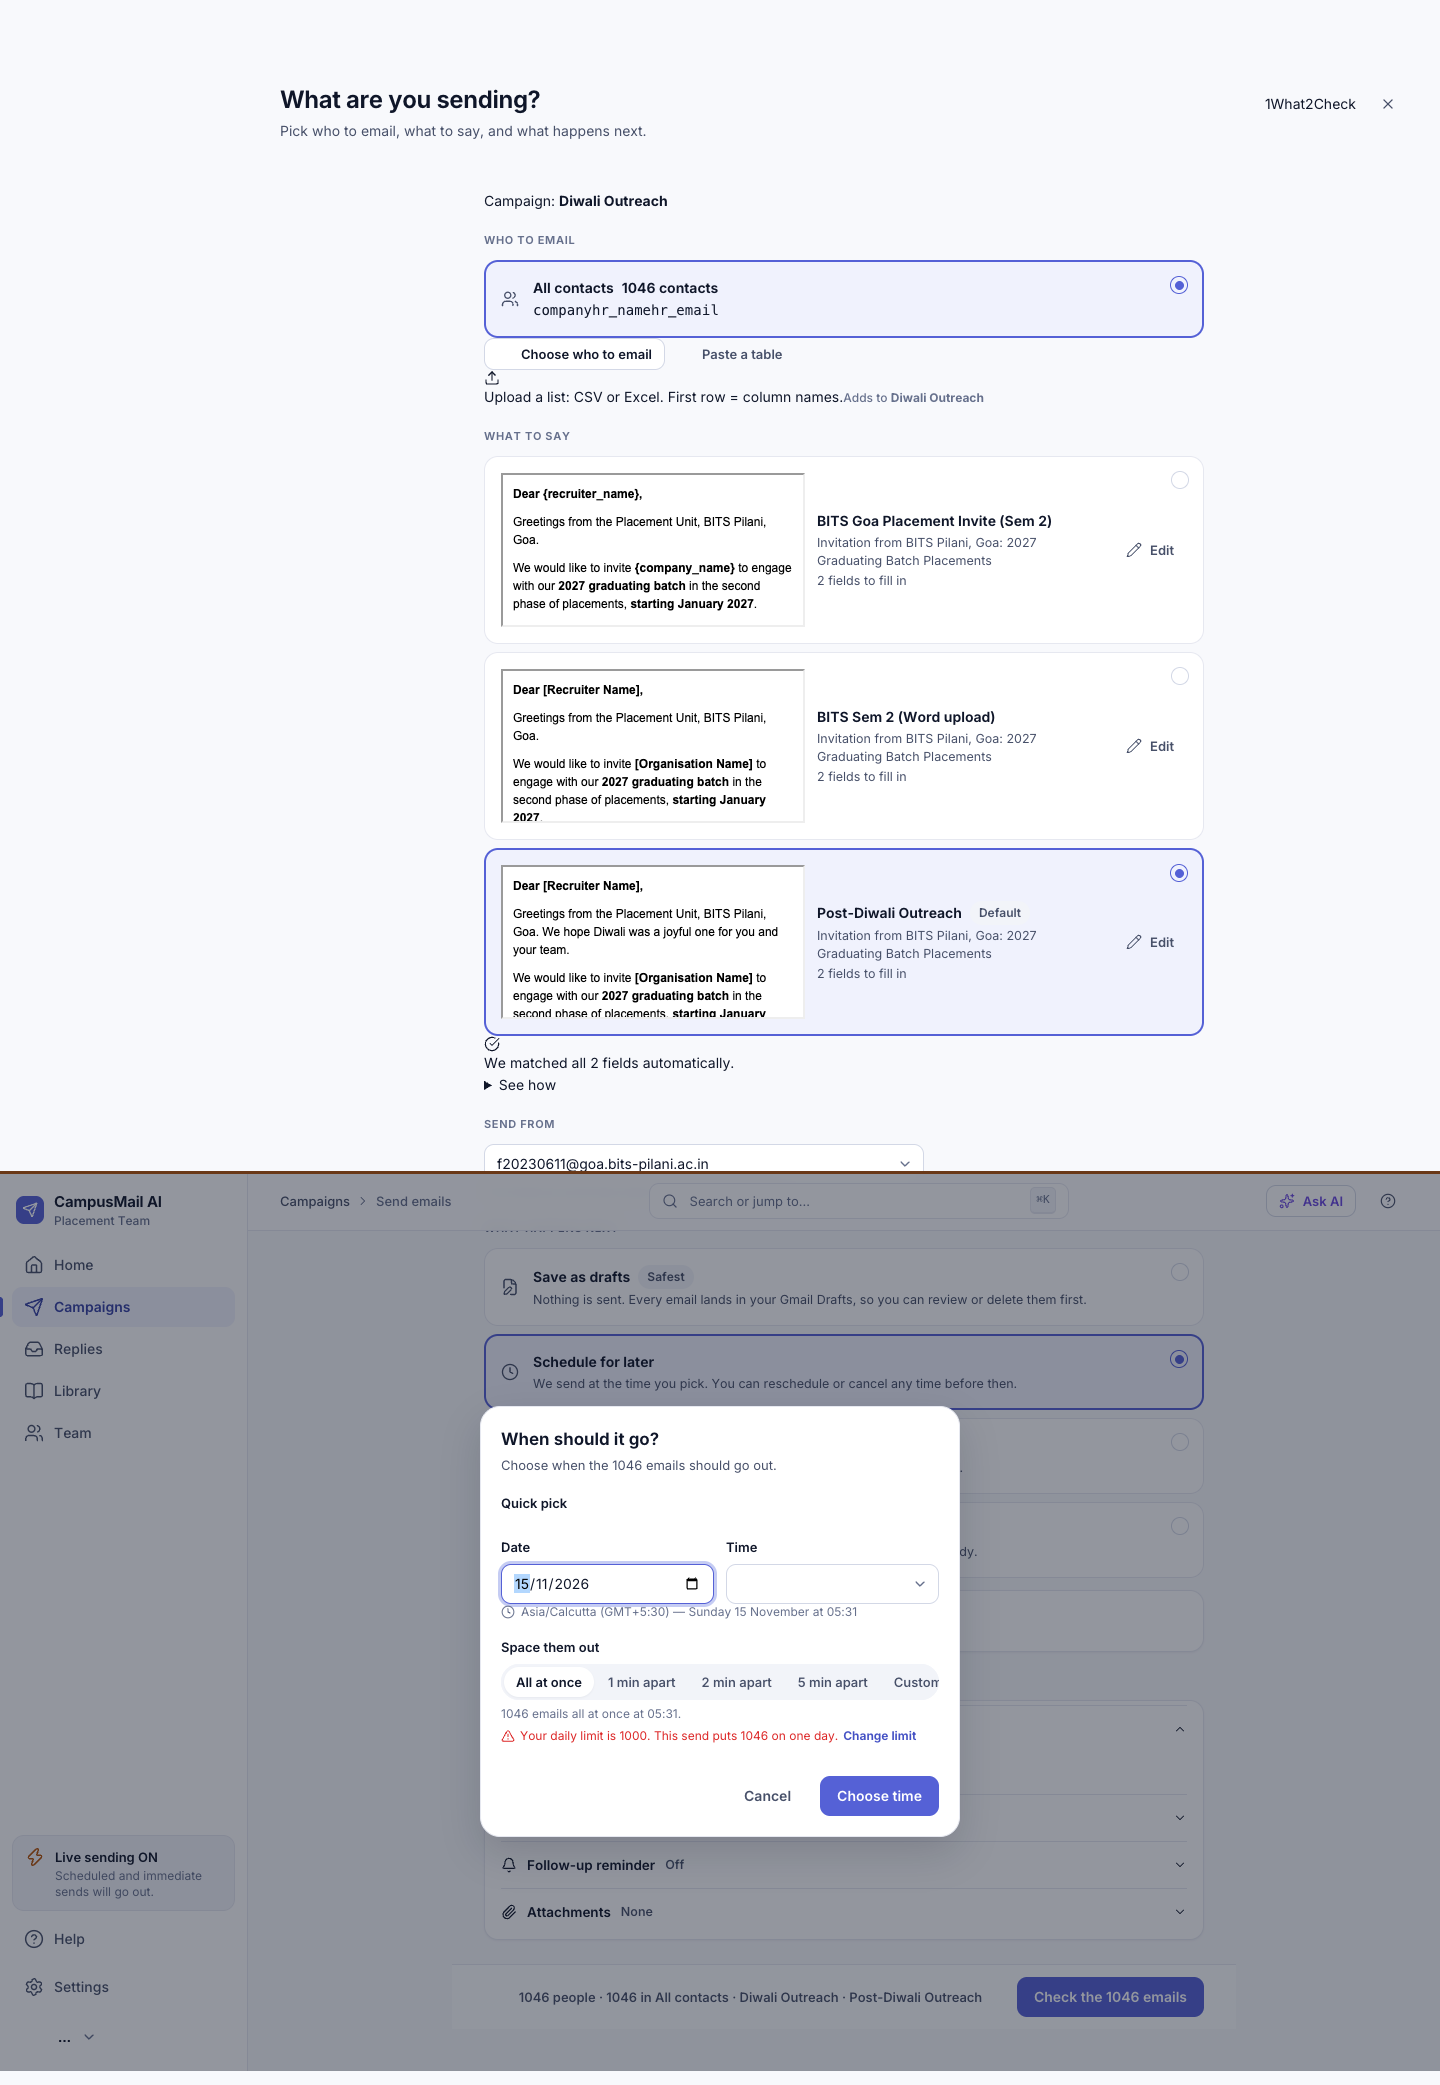 What are you sending?
Pick who to email, what to say, and what happens next.
1What2Check
Campaign: Diwali Outreach
WHO TO EMAIL
All contacts 1046 contacts
companyhr_namehr_email
Choose who to email
Paste a table
Upload a list: CSV or Excel. First row = column names.Adds to Diwali Outreach
WHAT TO SAY
Dear {recruiter_name},
Greetings from the Placement Unit, BITS Pilani,
Goa.
We would like to invite {company_name} to engage
with our 2027 graduating batch in the second
phase of placements, starting January 2027.
BITS Goa Placement Invite (Sem 2)
Invitation from BITS Pilani, Goa: 2027
Graduating Batch Placements
2 fields to fill in
Edit
Dear [Recruiter Name],
Greetings from the Placement Unit, BITS Pilani,
Goa.
We would like to invite [Organisation Name] to
engage with our 2027 graduating batch in the
second phase of placements, starting January
2027.
BITS Sem 2 (Word upload)
Invitation from BITS Pilani, Goa: 2027
Graduating Batch Placements
2 fields to fill in
Edit
Dear [Recruiter Name],
Greetings from the Placement Unit, BITS Pilani,
Goa. We hope Diwali was a joyful one for you and
your team.
We would like to invite [Organisation Name] to
engage with our 2027 graduating batch in the
second phase of placements, starting January
Post-Diwali Outreach Default
Invitation from BITS Pilani, Goa: 2027
Graduating Batch Placements
2 fields to fill in
Edit
We matched all 2 fields automatically.
See how
SEND FROM
f20230611@goa.bits-pilani.ac.in
CampusMail AI
Placement Team
Home
Campaigns
Replies
Library
Team
Live sending ON
Scheduled and immediate
sends will go out.
Help
Settings
...
Campaigns > Send emails
Search or jump to...
⌘K
Ask AI
Save as drafts Safest
Nothing is sent. Every email lands in your Gmail Drafts, so you can review or delete them first.
Schedule for later
We send at the time you pick. You can reschedule or cancel any time before then.
dy.
When should it go?
Choose when the 1046 emails should go out.
Quick pick
Date
Time
15/11/2026
Asia/Calcutta (GMT+5:30) — Sunday 15 November at 05:31
Space them out
All at once
1 min apart
2 min apart
5 min apart
Custom
1046 emails all at once at 05:31.
Your daily limit is 1000. This send puts 1046 on one day. Change limit
Cancel
Choose time
Follow-up reminder Off
Attachments None
1046 people · 1046 in All contacts · Diwali Outreach · Post-Diwali Outreach
Check the 1046 emails